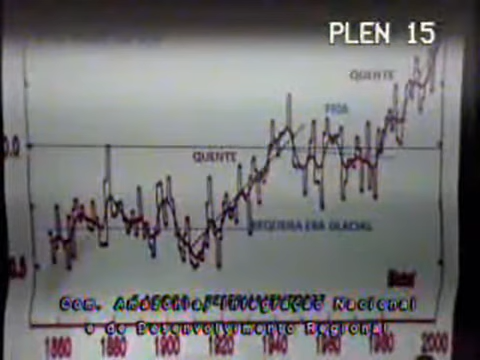 PLEN 15
QUENTE
FRIA
0.0
QUENTE
PEQUENA ERA GLACIAL
Integração Nacional
e de Desenvolvimento Regional
1860 1880 1900 1920 1940 1960 1980 2000